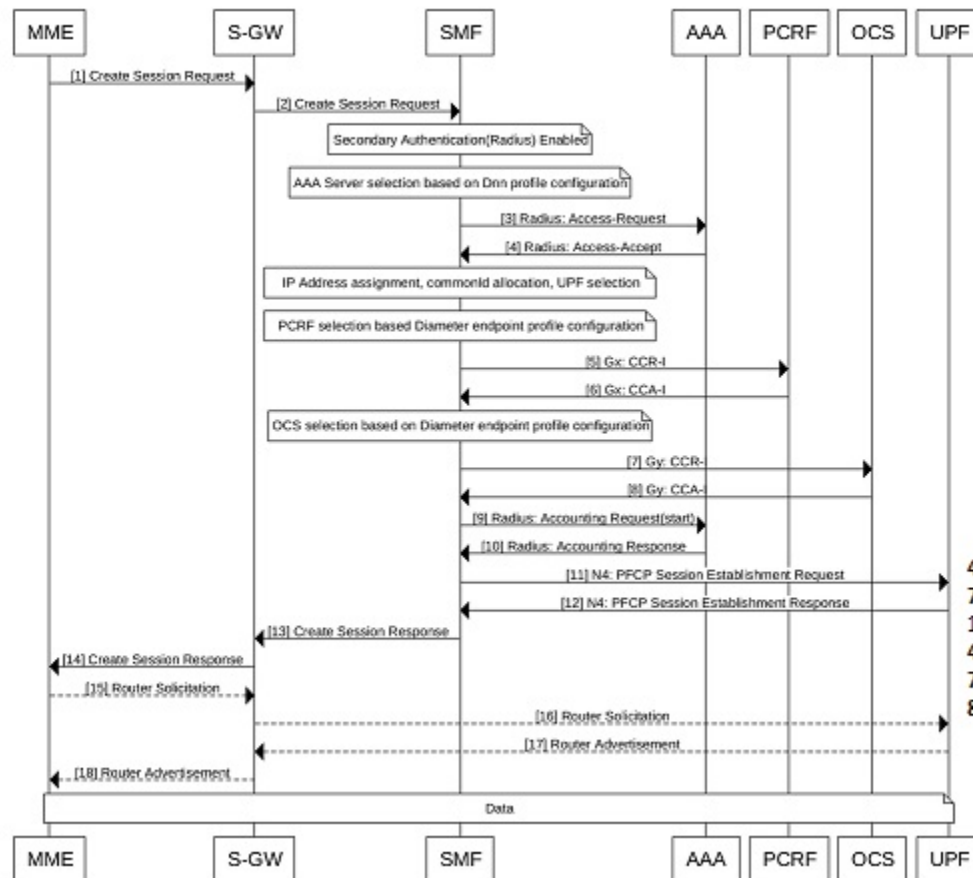 MME S-GW SMF AAA PCRF OCS UPF
[1] Create Session Request
[2] Create Session Request
Secondary Authentication(Radius) Enabled
AAA Server selection based on Dnn profile configuration
[3] Radius: Access-Request
[4] Radius: Access-Accept
IP Address assignment, commonId allocation, UPF selection
PCRF selection based Diameter endpoint profile configuration
[5] Gx: CCR-I
[6] Gx: CCA-I
OCS selection based on Diameter endpoint profile configuration
[7] Gy: CCR-I
[8] Gy: CCA-I
[9] Radius: Accounting Request(start)
[10] Radius: Accounting Response
[11] N4: PFCP Session Establishment Request
4
[12] N4: PFCP Session Establishment Response
7
[13] Create Session Response
1
[14] Create Session Response
4
[15] Router Solicitation
7
[16] Router Solicitation
8
[17] Router Advertisement
[18] Router Advertisement
Data
MME S-GW SMF AAA PCRF OCS UPF